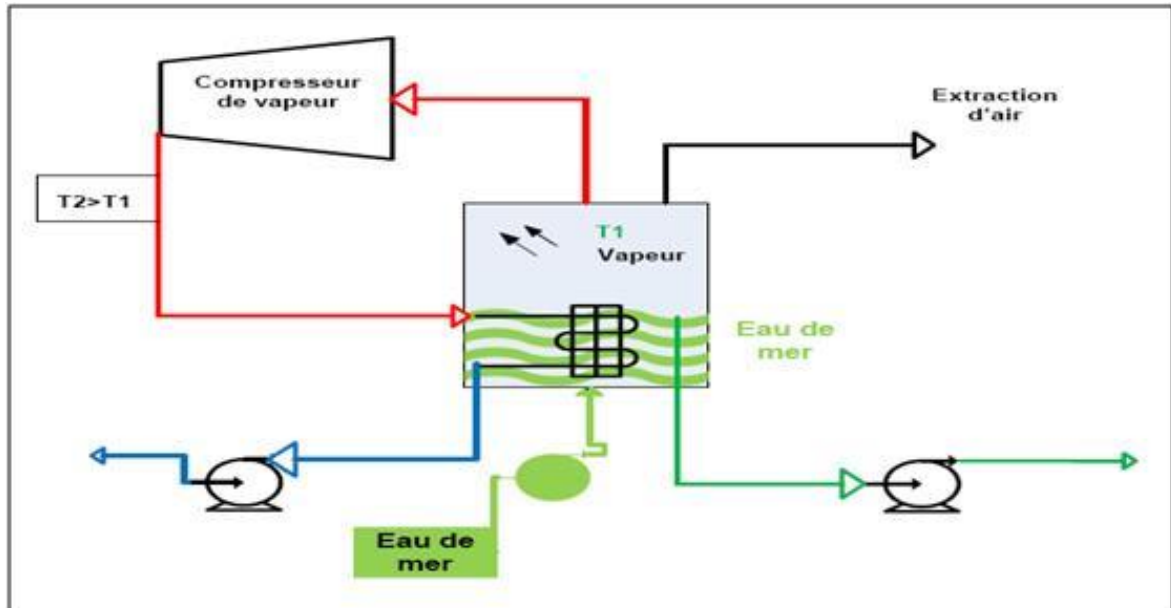 Compresseur
de vapeur
Extraction
d'air
T2>T1
T1
Vapeur
Eau de
mer
Eau de
mer